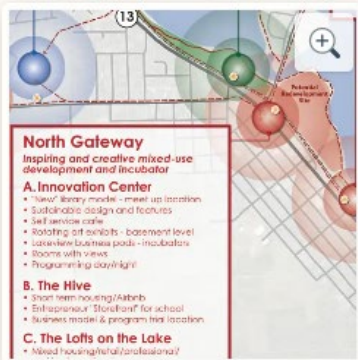 13
Potential
Redevelopment
Site
North Gateway
Inspiring and creative mixed-use
development and incubator
A. Innovation Center
• "New" library model - meet up location
• Sustainable design and features
• Self service cafe
• Rotating art exhibits - basement level
• Lakeview business pods - incubators
• Rooms with views
• Programming day/night
B. The Hive
• Short term housing/Airbnb
• Entrepreneur "Storefront" for school
• Business model & program trial location
C. The Lofts on the Lake
• Mixed housing/retail/professional/